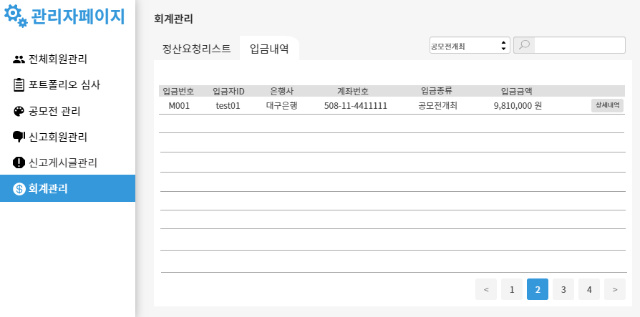 관리자페이지
전체회원관리
포트폴리오 심사
공모전 관리
신고회원관리
신고게시글관리
회계관리
회계관리
정산요청리스트 입금내역
공모전개최
입금번호 입금자ID 은행사 계좌번호 입금종류 입금금액
M001 test01 대구은행 508-11-4411111 공모전개최 9,810,000 원 상세내역
< 1 2 3 4 >